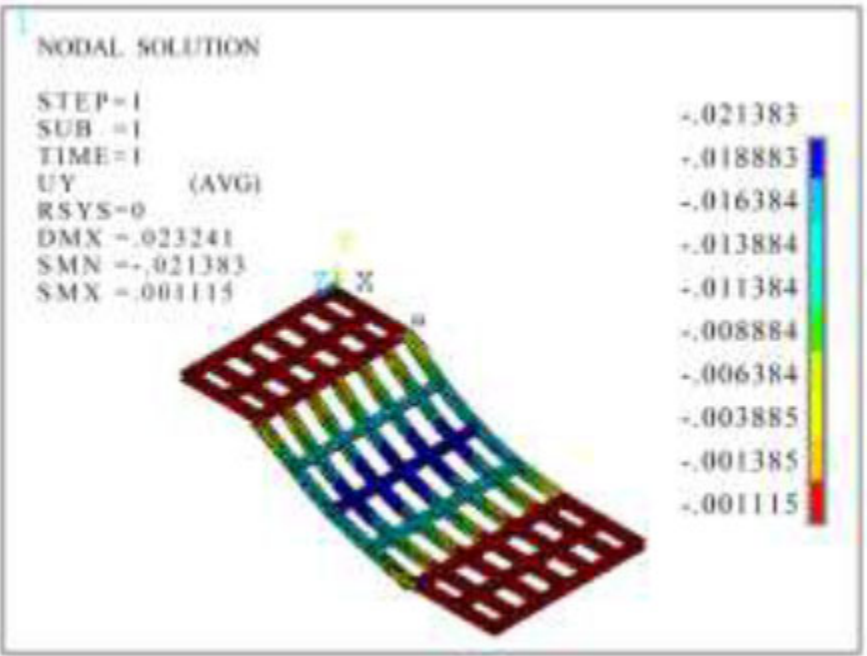 NODAL SOLUTION
STEP=1
SUB =1
TIME=1
UY (AVG)
RSYS=0
DMX =.023241
SMN =-.021383
SMX =.001115
X
-.021383
-.018883
-.016384
-.013884
-.011384
-.008884
-.006384
-.003885
-.001385
-.001115